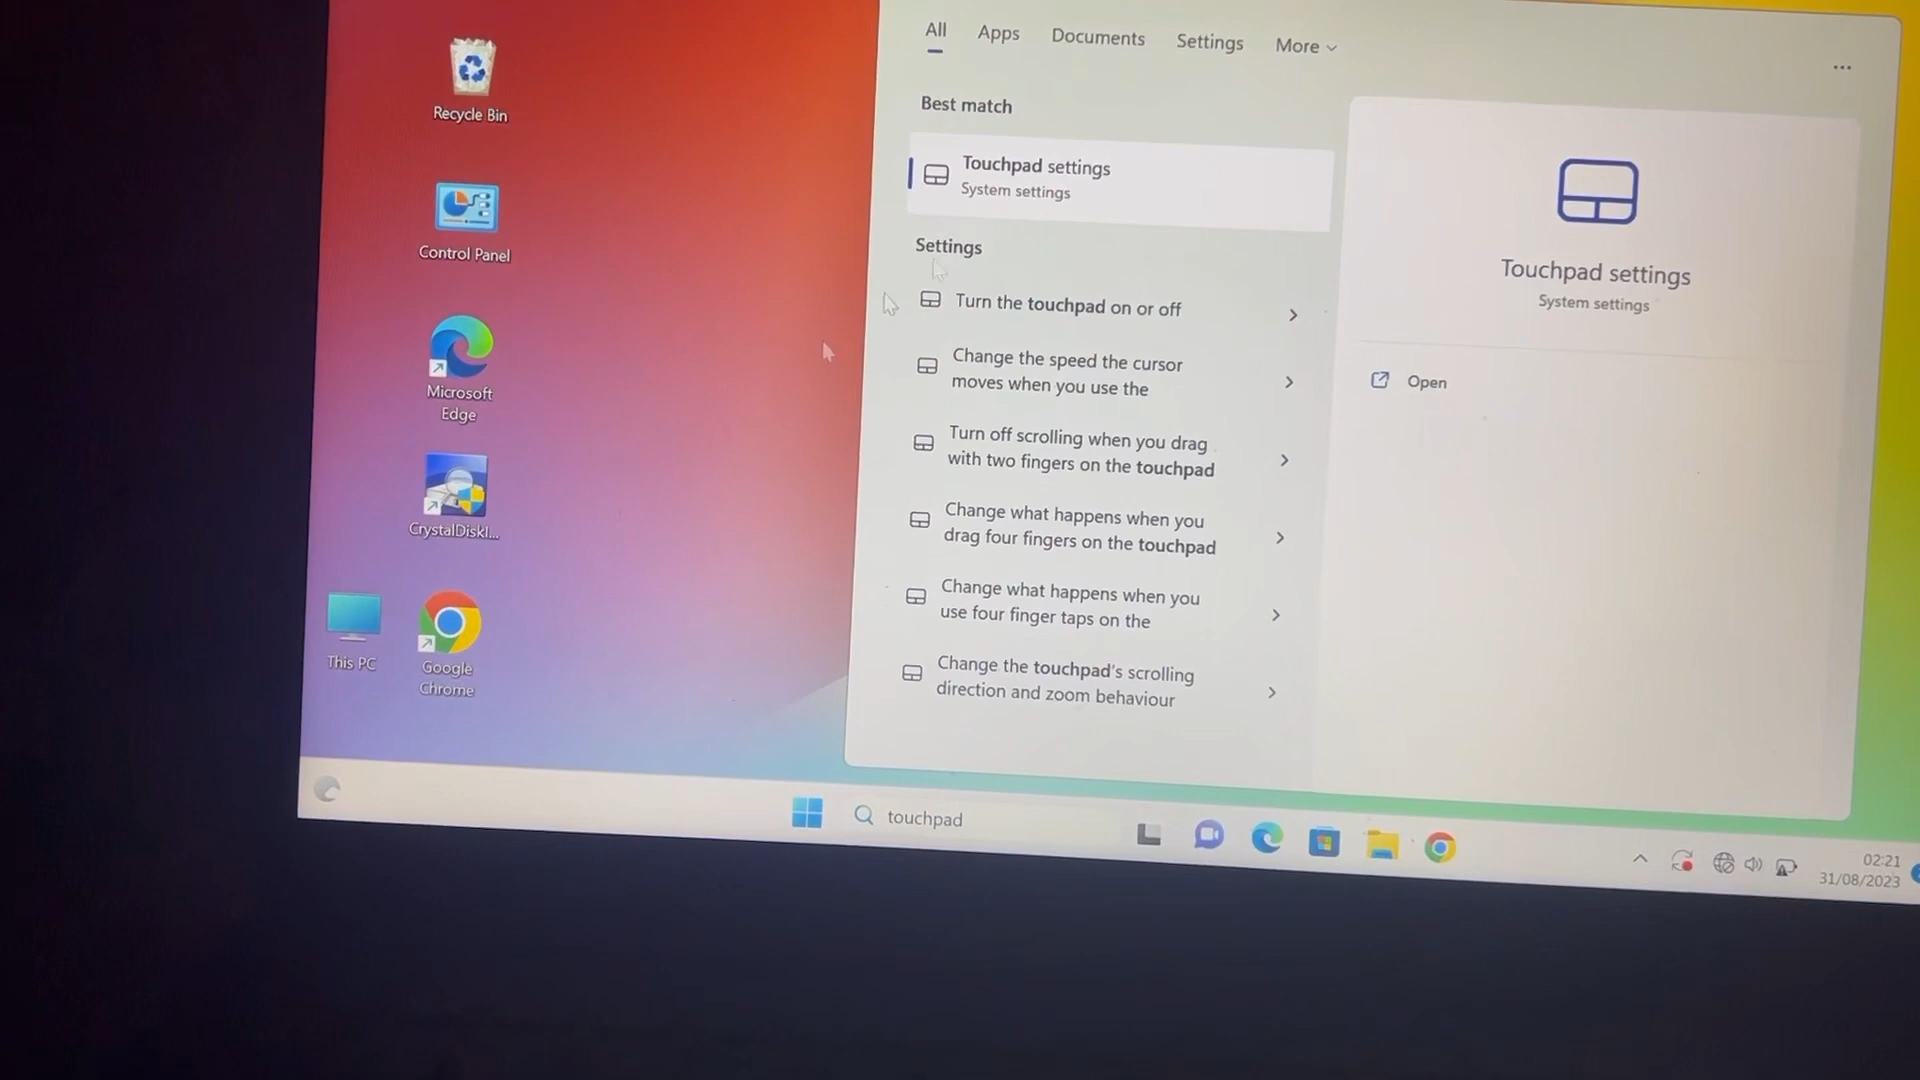 Recycle Bin
Control Panel
Microsoft
Edge
CrystalDiskI...
This PC
Google
Chrome
All
Apps
Documents
Settings
More
...
Best match
Touchpad settings
System settings
Settings
Turn the touchpad on or off
Change the speed the cursor
moves when you use the
Turn off scrolling when you drag
with two fingers on the touchpad
Change what happens when you
drag four fingers on the touchpad
Change what happens when you
use four finger taps on the
Change the touchpad's scrolling
direction and zoom behaviour
Touchpad settings
System settings
Open
touchpad
02:21
31/08/2023